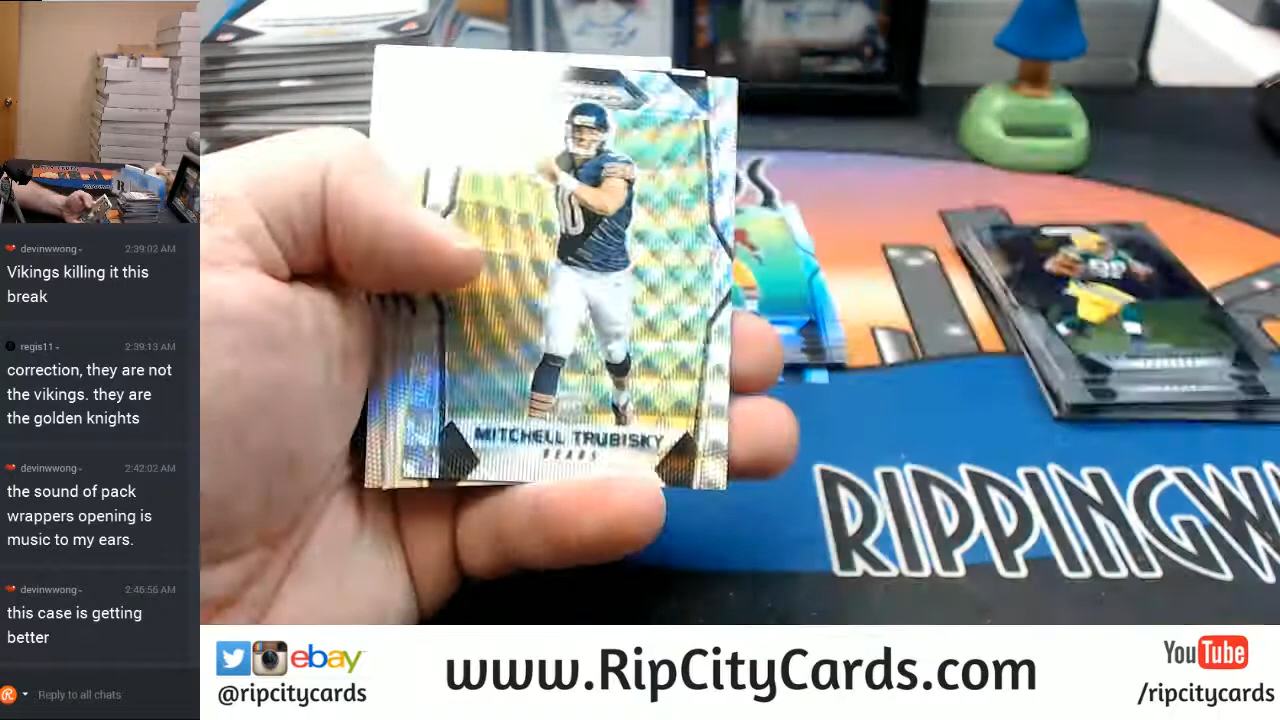 devinwwong 2:39:02 AM
Vikings killing it this
break
regis11 2:39:13 AM
correction, they are not
the vikings. they are
the golden knights
devinwwong 2:42:02 AM
the sound of pack
wrappers opening is
music to my ears.
devinwwong 2:46:56 AM
this case is getting
better
Reply to all chats
MITCHELL TRUBISKY
BEARS
10
RIPPINGW
ebay
@ripcitycards
www.RipCityCards.com
YouTube
/ripcitycards